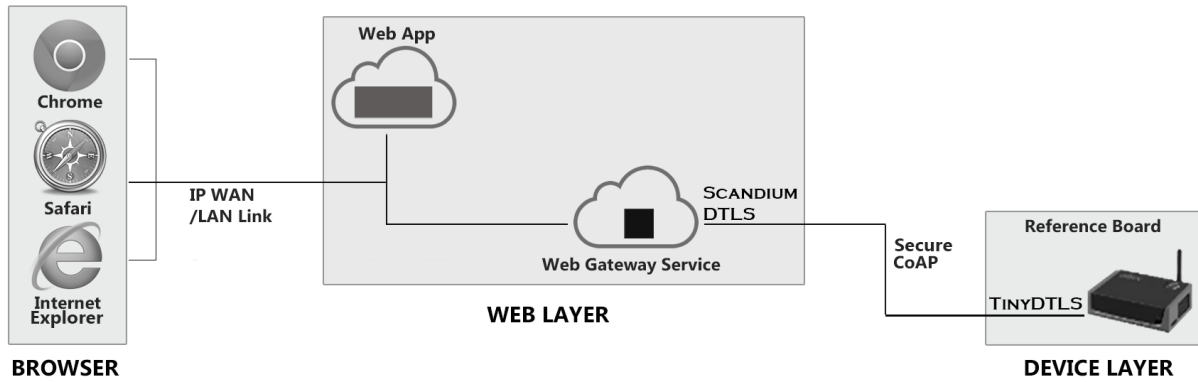 Chrome
Safari
Internet
Explorer
BROWSER
IP WAN
/LAN Link
Web App
Web Gateway Service
SCANDIUM
DTLS
WEB LAYER
Secure
CoAP
Reference Board
TINYDTLS
DEVICE LAYER